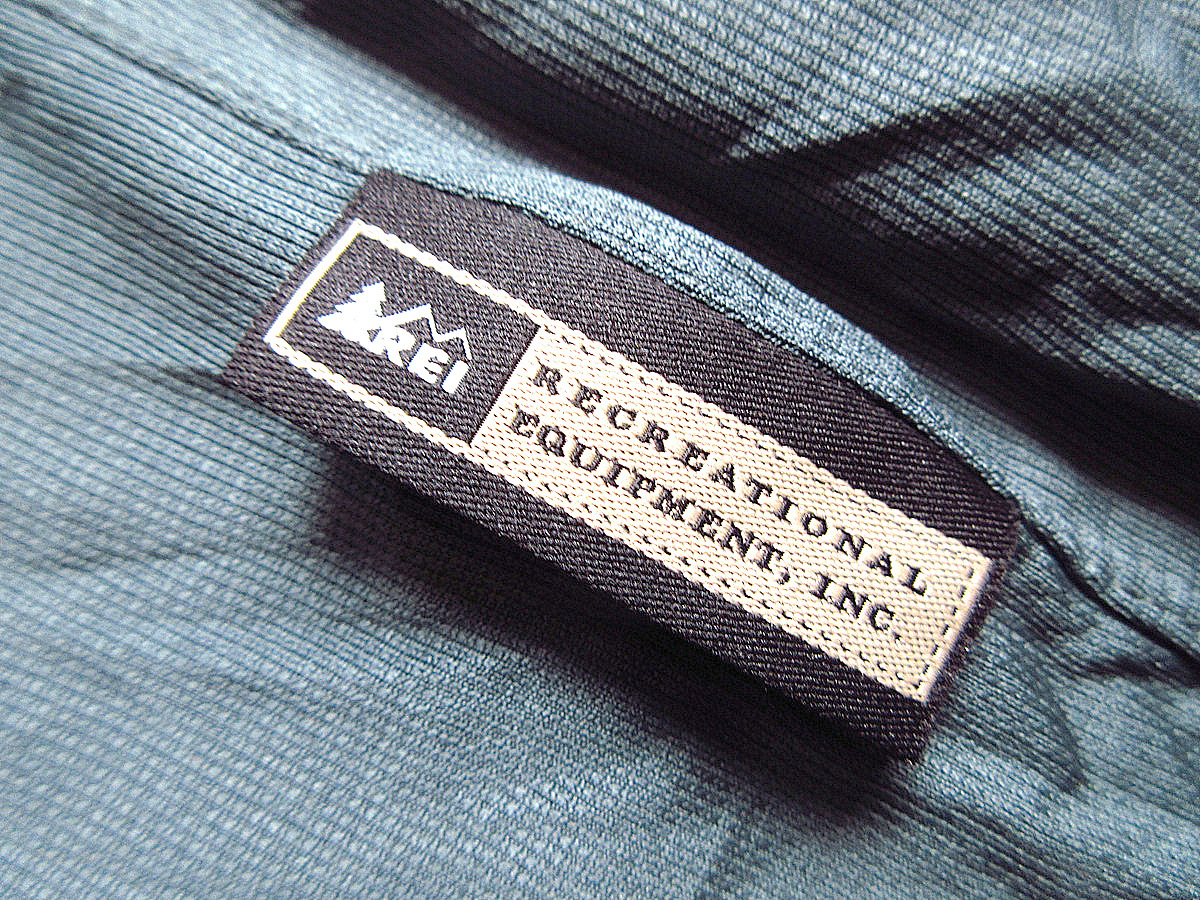 REI
RECREATIONAL
EQUIPMENT, INC.